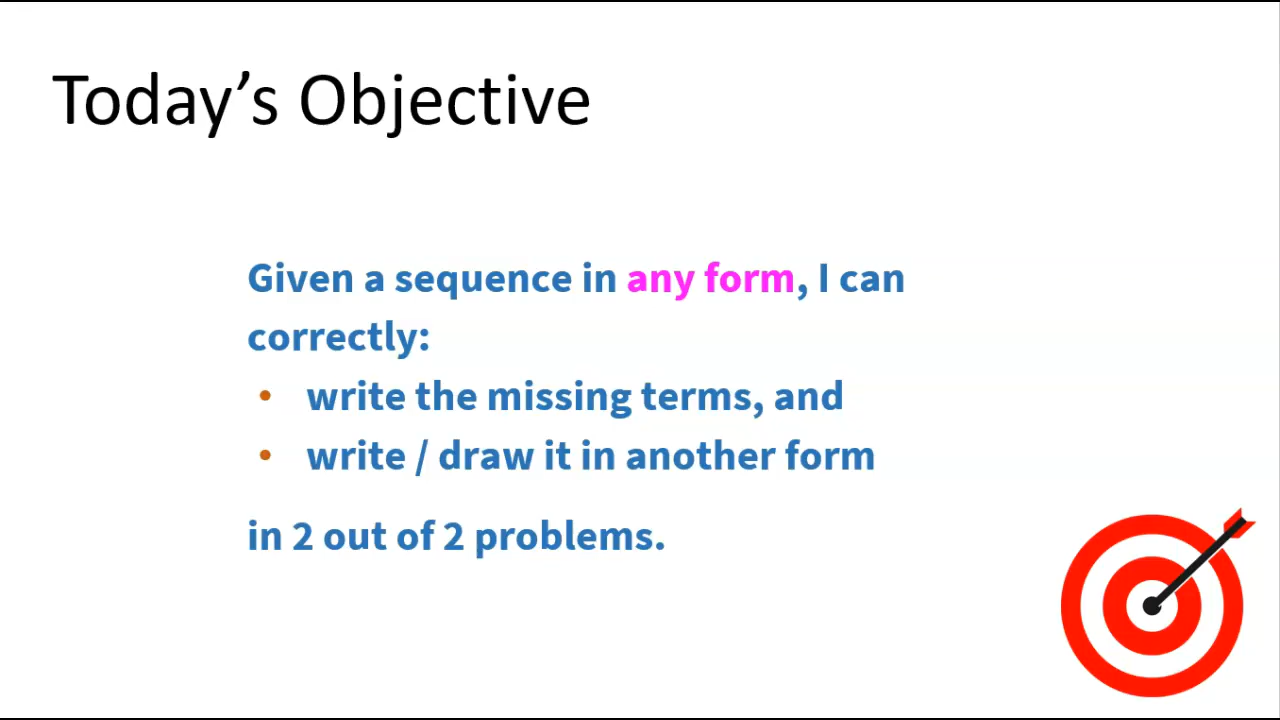 Today’s Objective
Given a sequence in any form, I can
correctly:
• write the missing terms, and
• write / draw it in another form
in 2 out of 2 problems.